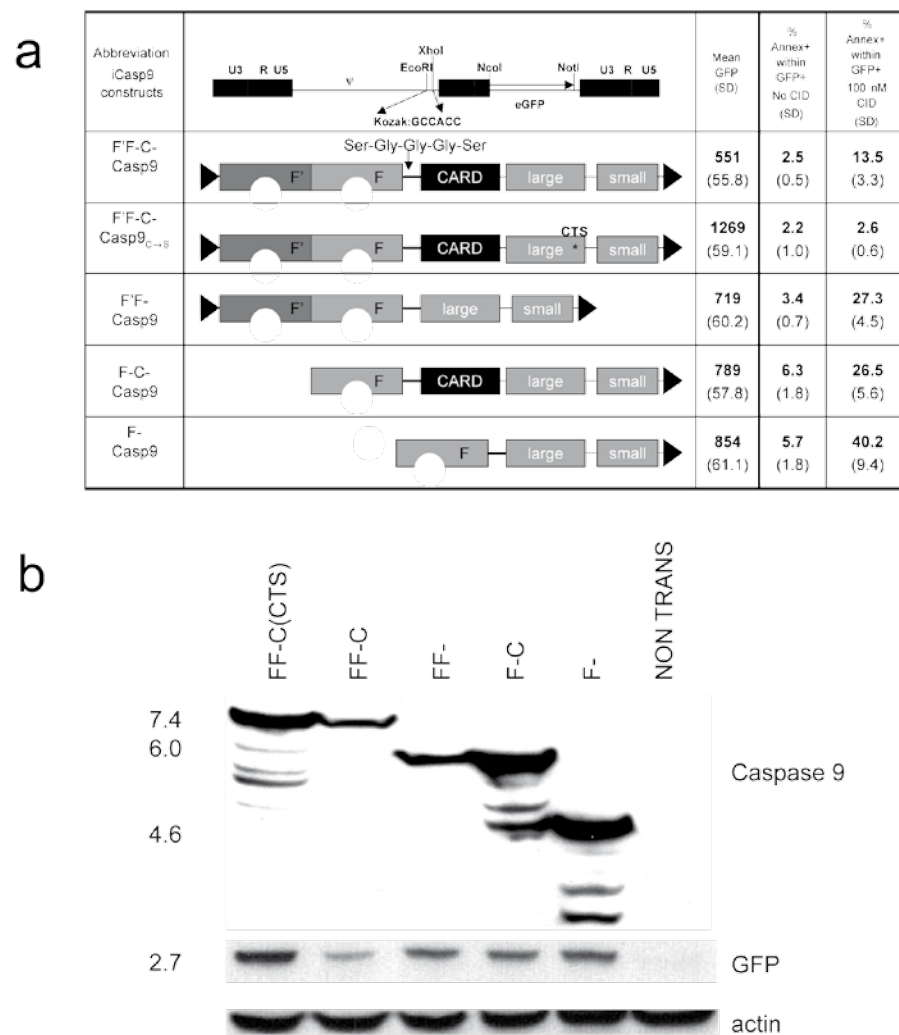 a
Abbreviation
iCasp9
constructs
U3 R U5
Ψ
EcoRI
XhoI
NcoI
NotI
eGFP
U3 R U5
Kozak:GCCACC
Mean
GFP
(SD)
%
Annex+
within
GFP+
No CID
(SD)
%
Annex+
within
GFP+
100 nM
CID
(SD)
Ser-Gly-Gly-Gly-Ser
F'F-C-
Casp9
F' F CARD large small
551
(55.8)
2.5
(0.5)
13.5
(3.3)
F'F-C-
Casp9C→S
CTS
F' F CARD large * small
1269
(59.1)
2.2
(1.0)
2.6
(0.6)
F'F-
Casp9
F' F large small
719
(60.2)
3.4
(0.7)
27.3
(4.5)
F-C-
Casp9
F CARD large small
789
(57.8)
6.3
(1.8)
26.5
(5.6)
F-
Casp9
F large small
854
(61.1)
5.7
(1.8)
40.2
(9.4)
b
FF-C(CTS)
FF-C
FF-
F-C
F-
NON TRANS
7.4
6.0
4.6
Caspase 9
2.7
GFP
actin